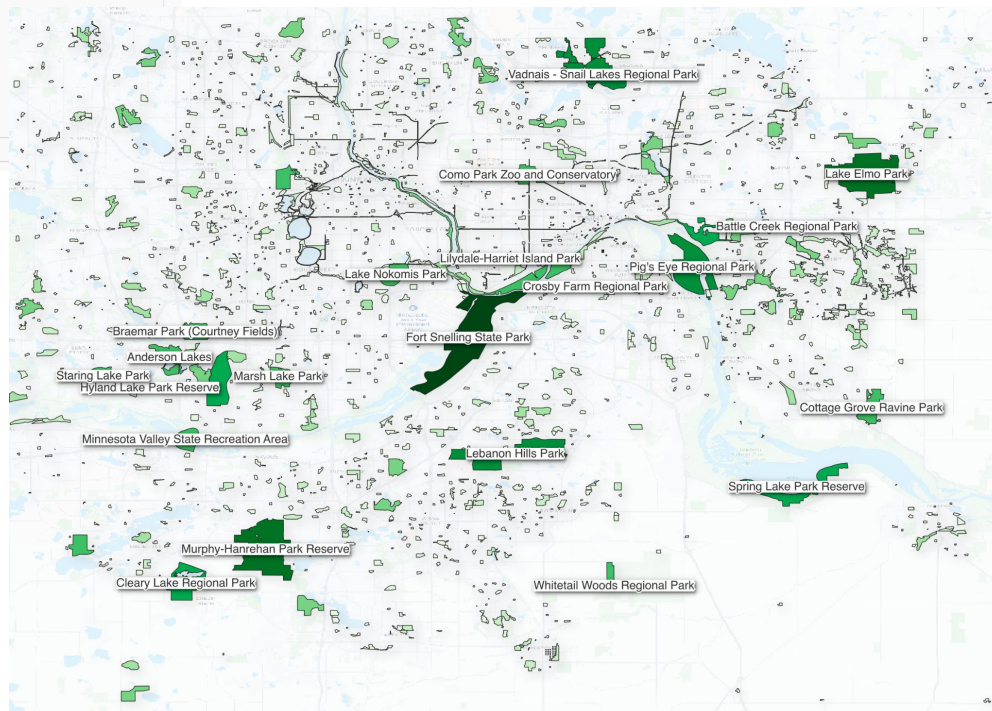 Vadnais - Snail Lakes Regional Park
Como Park Zoo and Conservatory
Lake Elmo Park
Battle Creek Regional Park
Lilydale-Harriet Island Park
Lake Nokomis Park
Pig's Eye Regional Park
Crosby Farm Regional Park
Braemar Park (Courtney Fields)
Fort Snelling State Park
Anderson Lakes
Staring Lake Park
Marsh Lake Park
Hyland Lake Park Reserve
Cottage Grove Ravine Park
Minnesota Valley State Recreation Area
Lebanon Hills Park
Spring Lake Park Reserve
Murphy-Hanrehan Park Reserve
Cleary Lake Regional Park
Whitetail Woods Regional Park